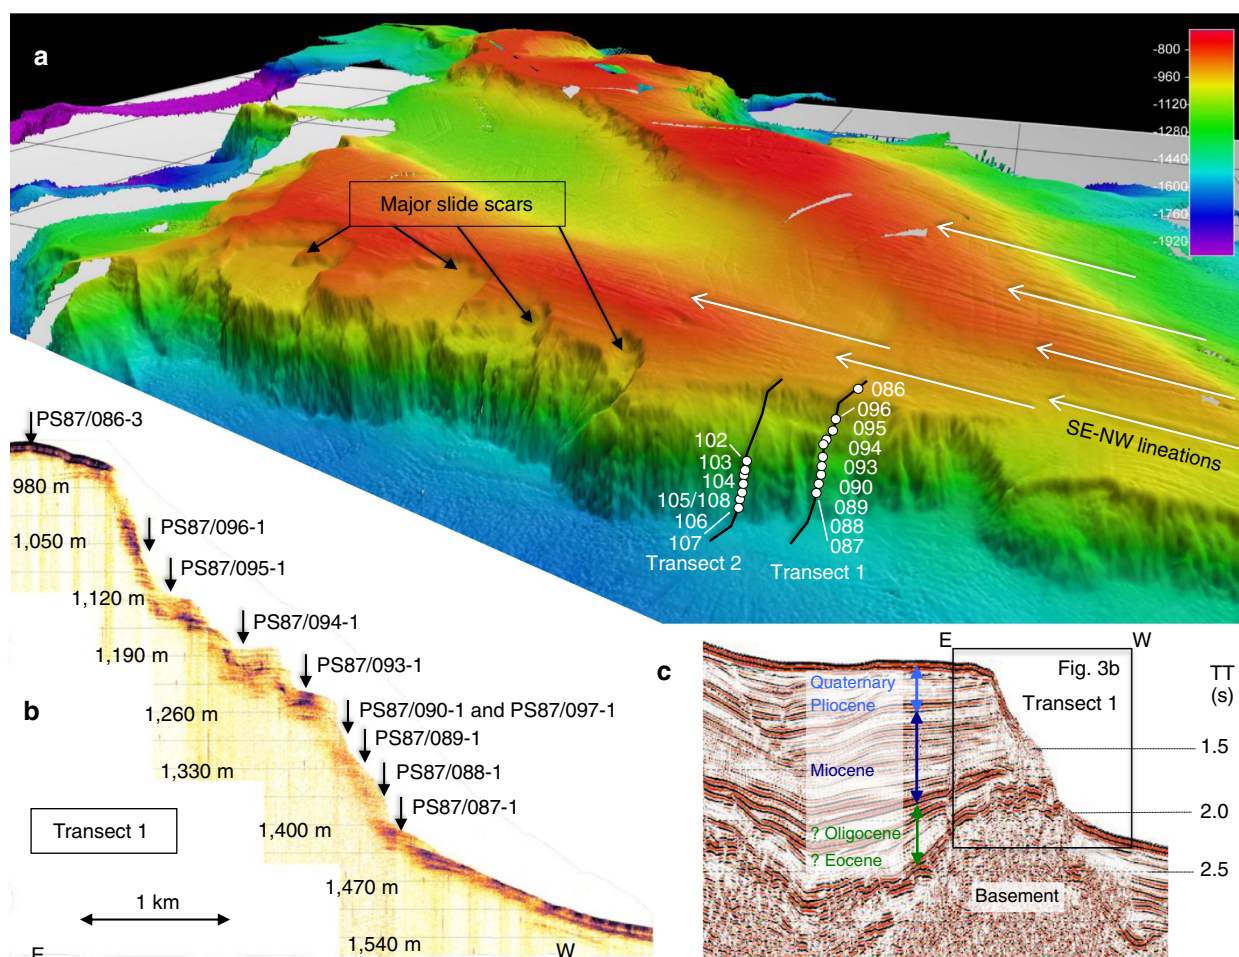 a
-800
-960
-1120
-1280
-1440
-1600
-1760
-1920
Major slide scars
SE-NW lineations
086
096
095
094
093
090
089
088
087
Transect 1
102
103
104
105/108
106
107
Transect 2
b
PS87/086-3
PS87/096-1
PS87/095-1
PS87/094-1
PS87/093-1
PS87/090-1 and PS87/097-1
PS87/089-1
PS87/088-1
PS87/087-1
980 m
1,050 m
1,120 m
1,190 m
1,260 m
1,330 m
1,400 m
1,470 m
1,540 m
Transect 1
1 km
E
W
c
E
W
Fig. 3b
Transect 1
TT
(s)
1.5
2.0
2.5
Quaternary
Pliocene
Miocene
? Oligocene
? Eocene
Basement